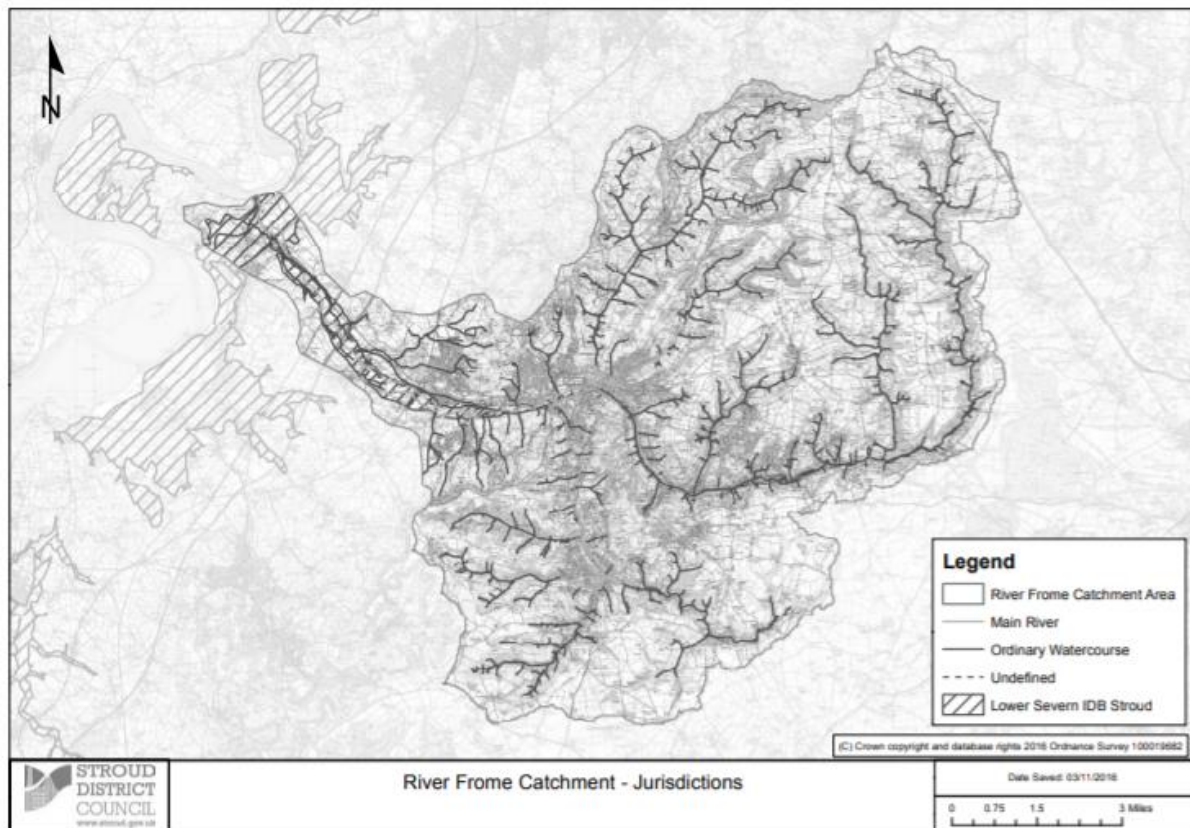 N
Legend
River Frome Catchment Area
Main River
Ordinary Watercourse
Undefined
Lower Severn IDB Stroud
(C) Crown copyright and database rights 2016 Ordnance Survey 100019682
STROUD
DISTRICT
COUNCIL
www.stroud.gov.uk
River Frome Catchment - Jurisdictions
Date Saved: 03/11/2016
0 0.75 1.5 3 Miles